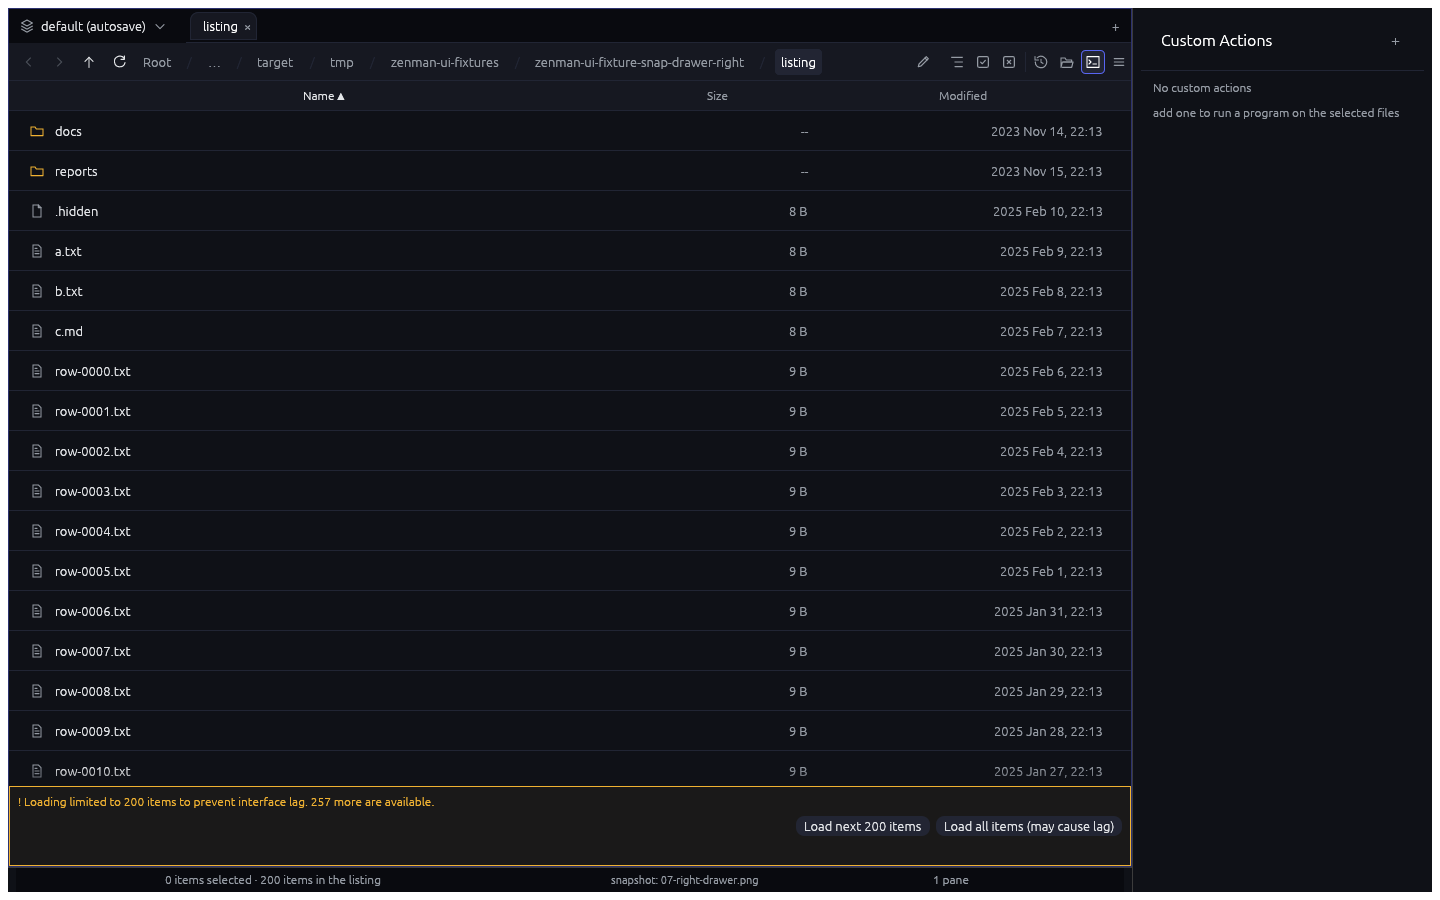 default (autosave)
listing ×
+
Root / ... / target / tmp / zenman-ui-fixtures / zenman-ui-fixture-snap-drawer-right / listing
Name ▲ Size Modified
docs -- 2023 Nov 14, 22:13
reports -- 2023 Nov 15, 22:13
.hidden 8 B 2025 Feb 10, 22:13
a.txt 8 B 2025 Feb 9, 22:13
b.txt 8 B 2025 Feb 8, 22:13
c.md 8 B 2025 Feb 7, 22:13
row-0000.txt 9 B 2025 Feb 6, 22:13
row-0001.txt 9 B 2025 Feb 5, 22:13
row-0002.txt 9 B 2025 Feb 4, 22:13
row-0003.txt 9 B 2025 Feb 3, 22:13
row-0004.txt 9 B 2025 Feb 2, 22:13
row-0005.txt 9 B 2025 Feb 1, 22:13
row-0006.txt 9 B 2025 Jan 31, 22:13
row-0007.txt 9 B 2025 Jan 30, 22:13
row-0008.txt 9 B 2025 Jan 29, 22:13
row-0009.txt 9 B 2025 Jan 28, 22:13
row-0010.txt 9 B 2025 Jan 27, 22:13
! Loading limited to 200 items to prevent interface lag. 257 more are available.
Load next 200 items Load all items (may cause lag)
0 items selected · 200 items in the listing snapshot: 07-right-drawer.png 1 pane
Custom Actions +
No custom actions
add one to run a program on the selected files